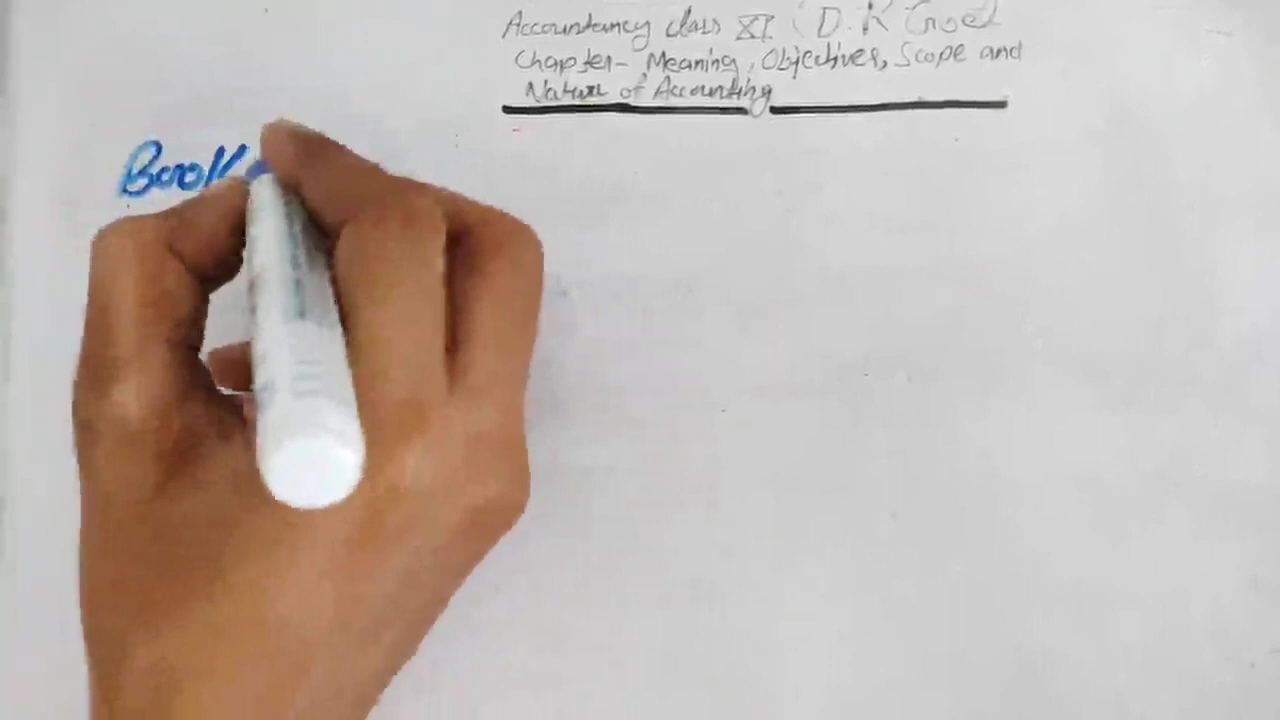 Accountancy class XI (D.K Goel
Chapter- Meaning, Objectives, Scope and
Nature of Accounting
Book